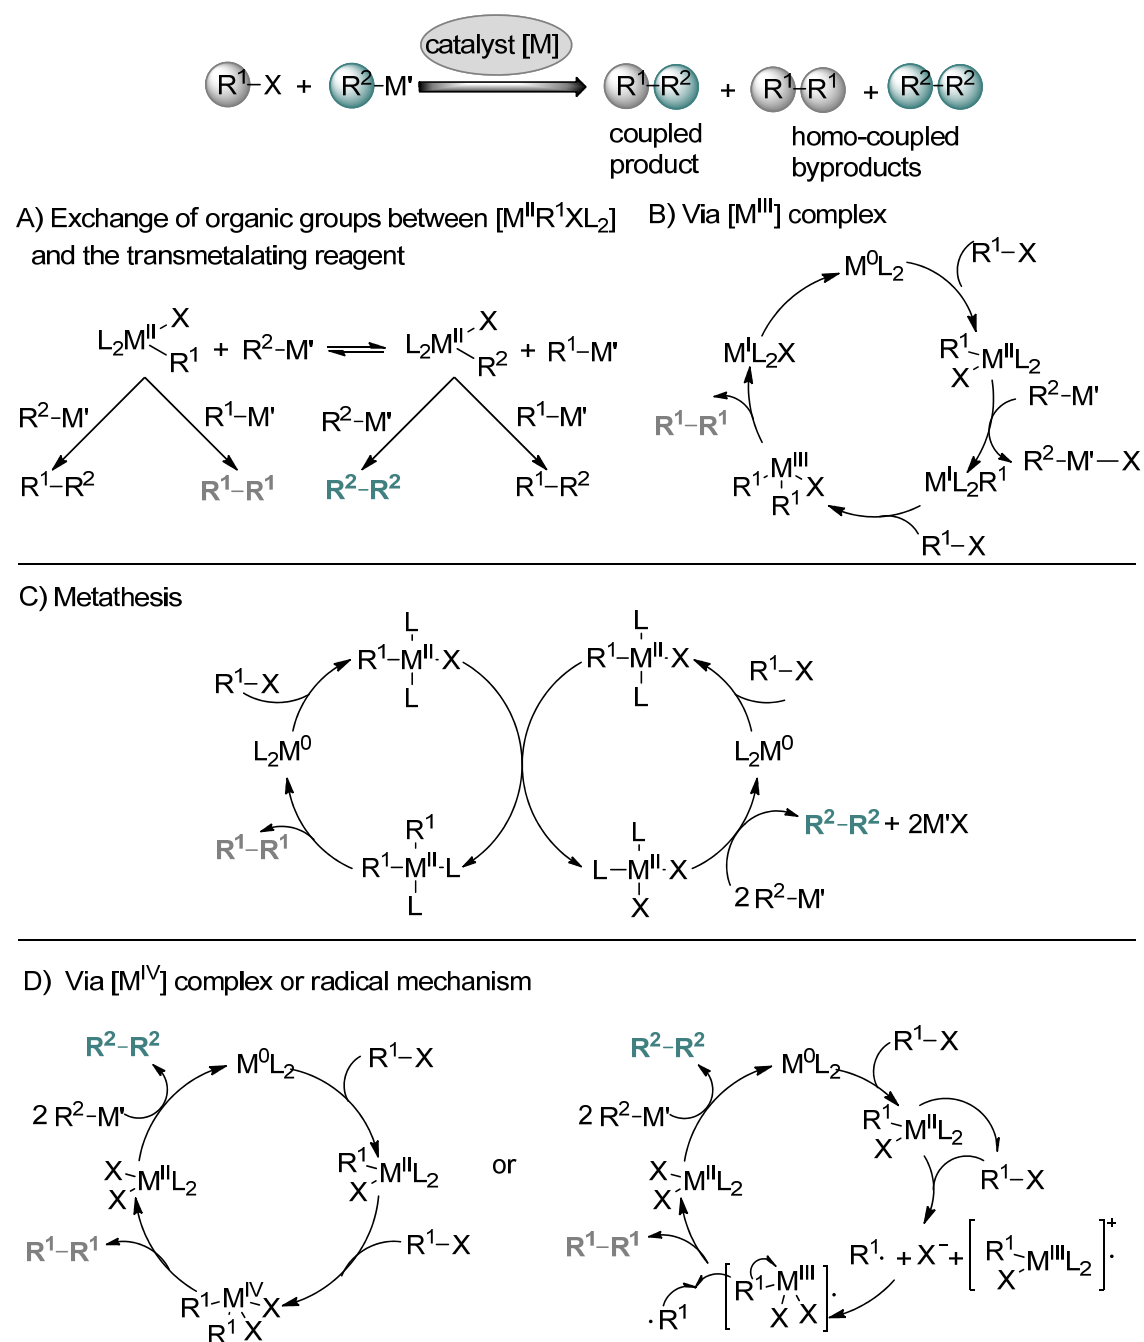 catalyst [M]
R¹–X + R²–M' R¹–R² + R¹–R¹ + R²–R²
coupled product
homo-coupled byproducts
A) Exchange of organic groups between [MᴵᴵR¹XL₂]
and the transmetalating reagent
L₂Mᴵᴵ X R¹ + R²–M' ⇌ L₂Mᴵᴵ X R² + R¹–M'
R²–M' R¹–M' R²–M' R¹–M'
R¹–R² R¹–R¹ R²–R² R¹–R²
B) Via [Mᴵᴵᴵ] complex
M⁰L₂
R¹–X
R¹ X MᴵᴵL₂
R²–M'
R²–M'–X
MᴵL₂R¹
R¹–X
R¹ Mᴵᴵᴵ X R¹
R¹–R¹
MᴵL₂X
C) Metathesis
L
R¹–Mᴵᴵ–X
L
R¹–X
L₂M⁰
R¹–R¹
R¹
R¹–Mᴵᴵ–L
L
L
R¹–Mᴵᴵ–X
L
R¹–X
L₂M⁰
R²–R² + 2M'X
L
L–Mᴵᴵ–X
X
2 R²–M'
D) Via [Mᴵⱽ] complex or radical mechanism
R²–R²
M⁰L₂
R¹–X
2 R²–M'
R¹ X MᴵᴵL₂
X X MᴵᴵL₂
R¹–X
R¹–R¹
R¹ Mᴵⱽ X R¹ X
or
R²–R²
M⁰L₂
R¹–X
2 R²–M'
R¹ X MᴵᴵL₂
X X MᴵᴵL₂
R¹–X
R¹–R¹
R¹· + X⁻ + [R¹ X MᴵᴵᴵL₂]⁺·
·R¹ [R¹ Mᴵᴵᴵ X X]·